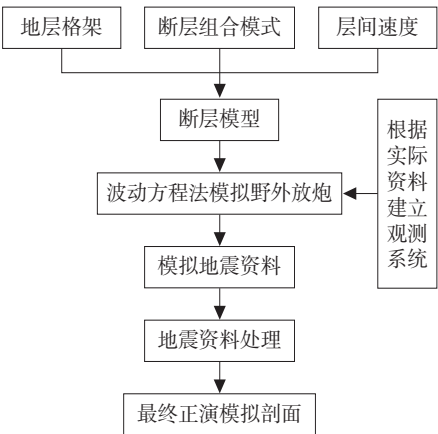 地层格架
断层组合模式
层间速度
断层模型
根据
实际
资料
建立
观测
系统
波动方程法模拟野外放炮
模拟地震资料
地震资料处理
最终正演模拟剖面